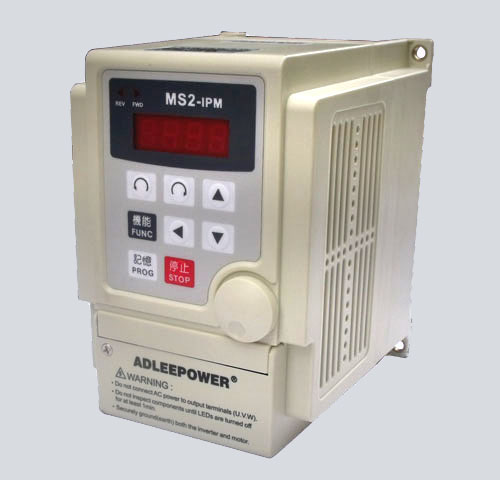 MS2-IPM
REV FWD
機能
FUNC
記憶
PROG
停止
STOP
ADLEEPOWER®
WARNING :
• Do not connect AC power to output terminals (U.V.W).
• Do not inspect components until LEDs are turned off
for at least 1min.
• Securely ground(earth) both the inverter and motor.